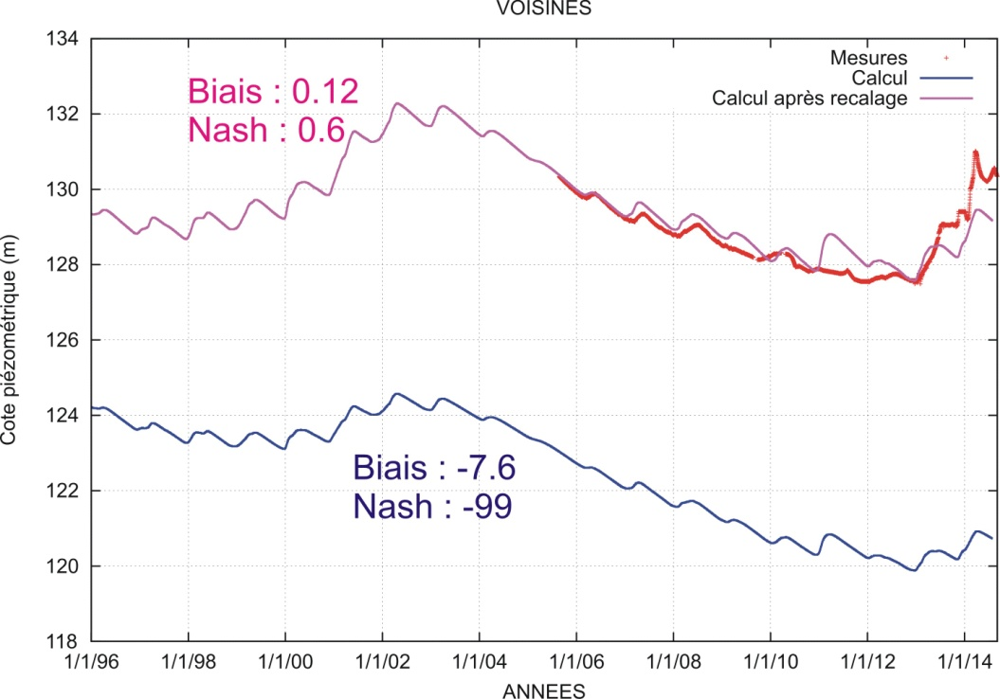 VOISINES
134
132
130
128
126
124
122
120
118
Cote piézométrique (m)
Mesures
Calcul
Calcul après recalage
Biais : 0.12
Nash : 0.6
Biais : -7.6
Nash : -99
1/1/96 1/1/98 1/1/00 1/1/02 1/1/04 1/1/06 1/1/08 1/1/10 1/1/12 1/1/14
ANNEES